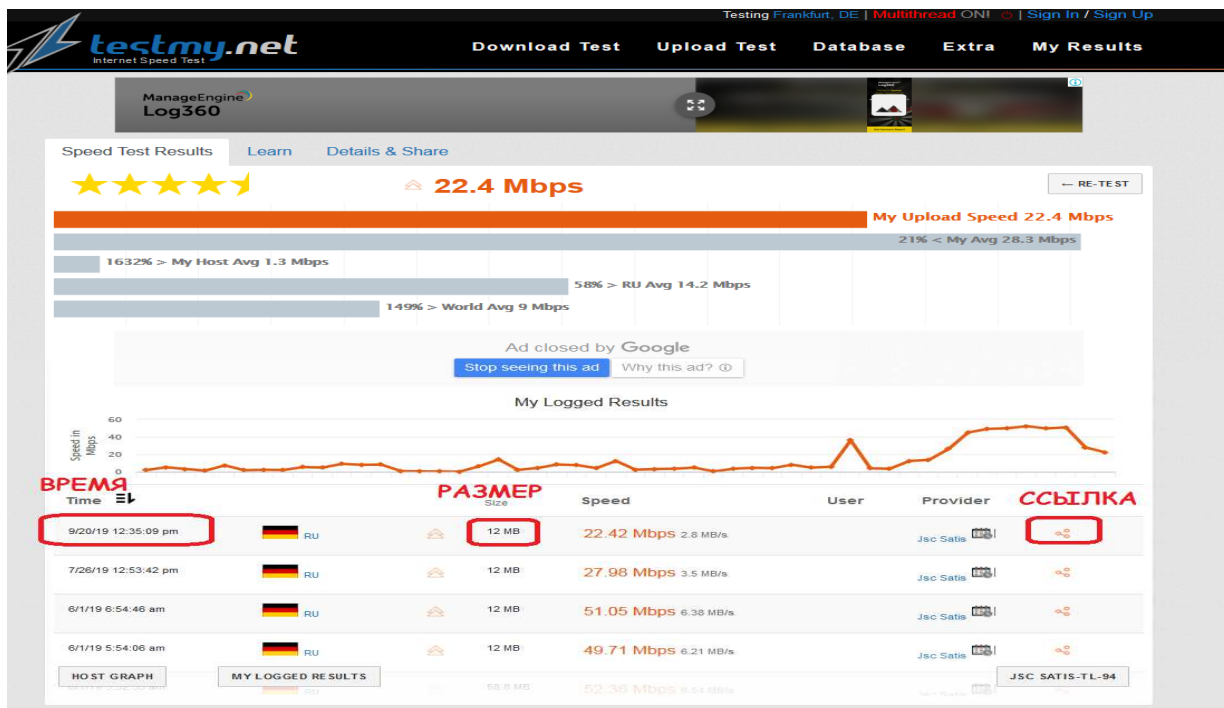 Testing Frankfurt, DE | Multithread ON! | Sign In / Sign Up
testmy.net
Internet Speed Test
Download Test Upload Test Database Extra My Results
ManageEngine
Log360
Speed Test Results Learn Details & Share
22.4 Mbps
← RE-TEST
My Upload Speed 22.4 Mbps
21% < My Avg 28.3 Mbps
1632% > My Host Avg 1.3 Mbps
58% > RU Avg 14.2 Mbps
149% > World Avg 9 Mbps
Ad closed by Google
Stop seeing this ad Why this ad?
My Logged Results
Speed in
Mbps
60
40
20
0
ВРЕМЯ РАЗМЕР ССЫЛКА
Time Size Speed User Provider
9/20/19 12:35:09 pm RU 12 MB 22.42 Mbps 2.8 MB/s Jsc Satis
7/26/19 12:53:42 pm RU 12 MB 27.98 Mbps 3.5 MB/s Jsc Satis
6/1/19 6:54:46 am RU 12 MB 51.05 Mbps 6.38 MB/s Jsc Satis
6/1/19 5:54:06 am RU 12 MB 49.71 Mbps 6.21 MB/s Jsc Satis
HOST GRAPH MY LOGGED RESULTS JSC SATIS-TL-94
RU 58.8 MB 52.36 Mbps